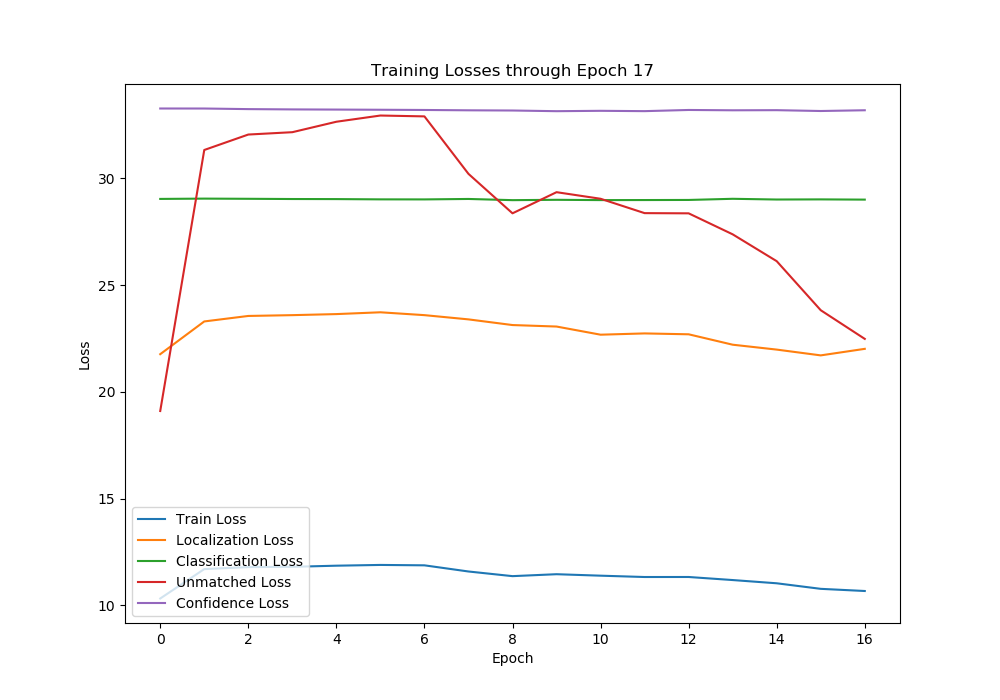 Training Losses through Epoch 17
Loss
30
25
20
15
10
Train Loss
Localization Loss
Classification Loss
Unmatched Loss
Confidence Loss
0 2 4 6 8 10 12 14 16
Epoch